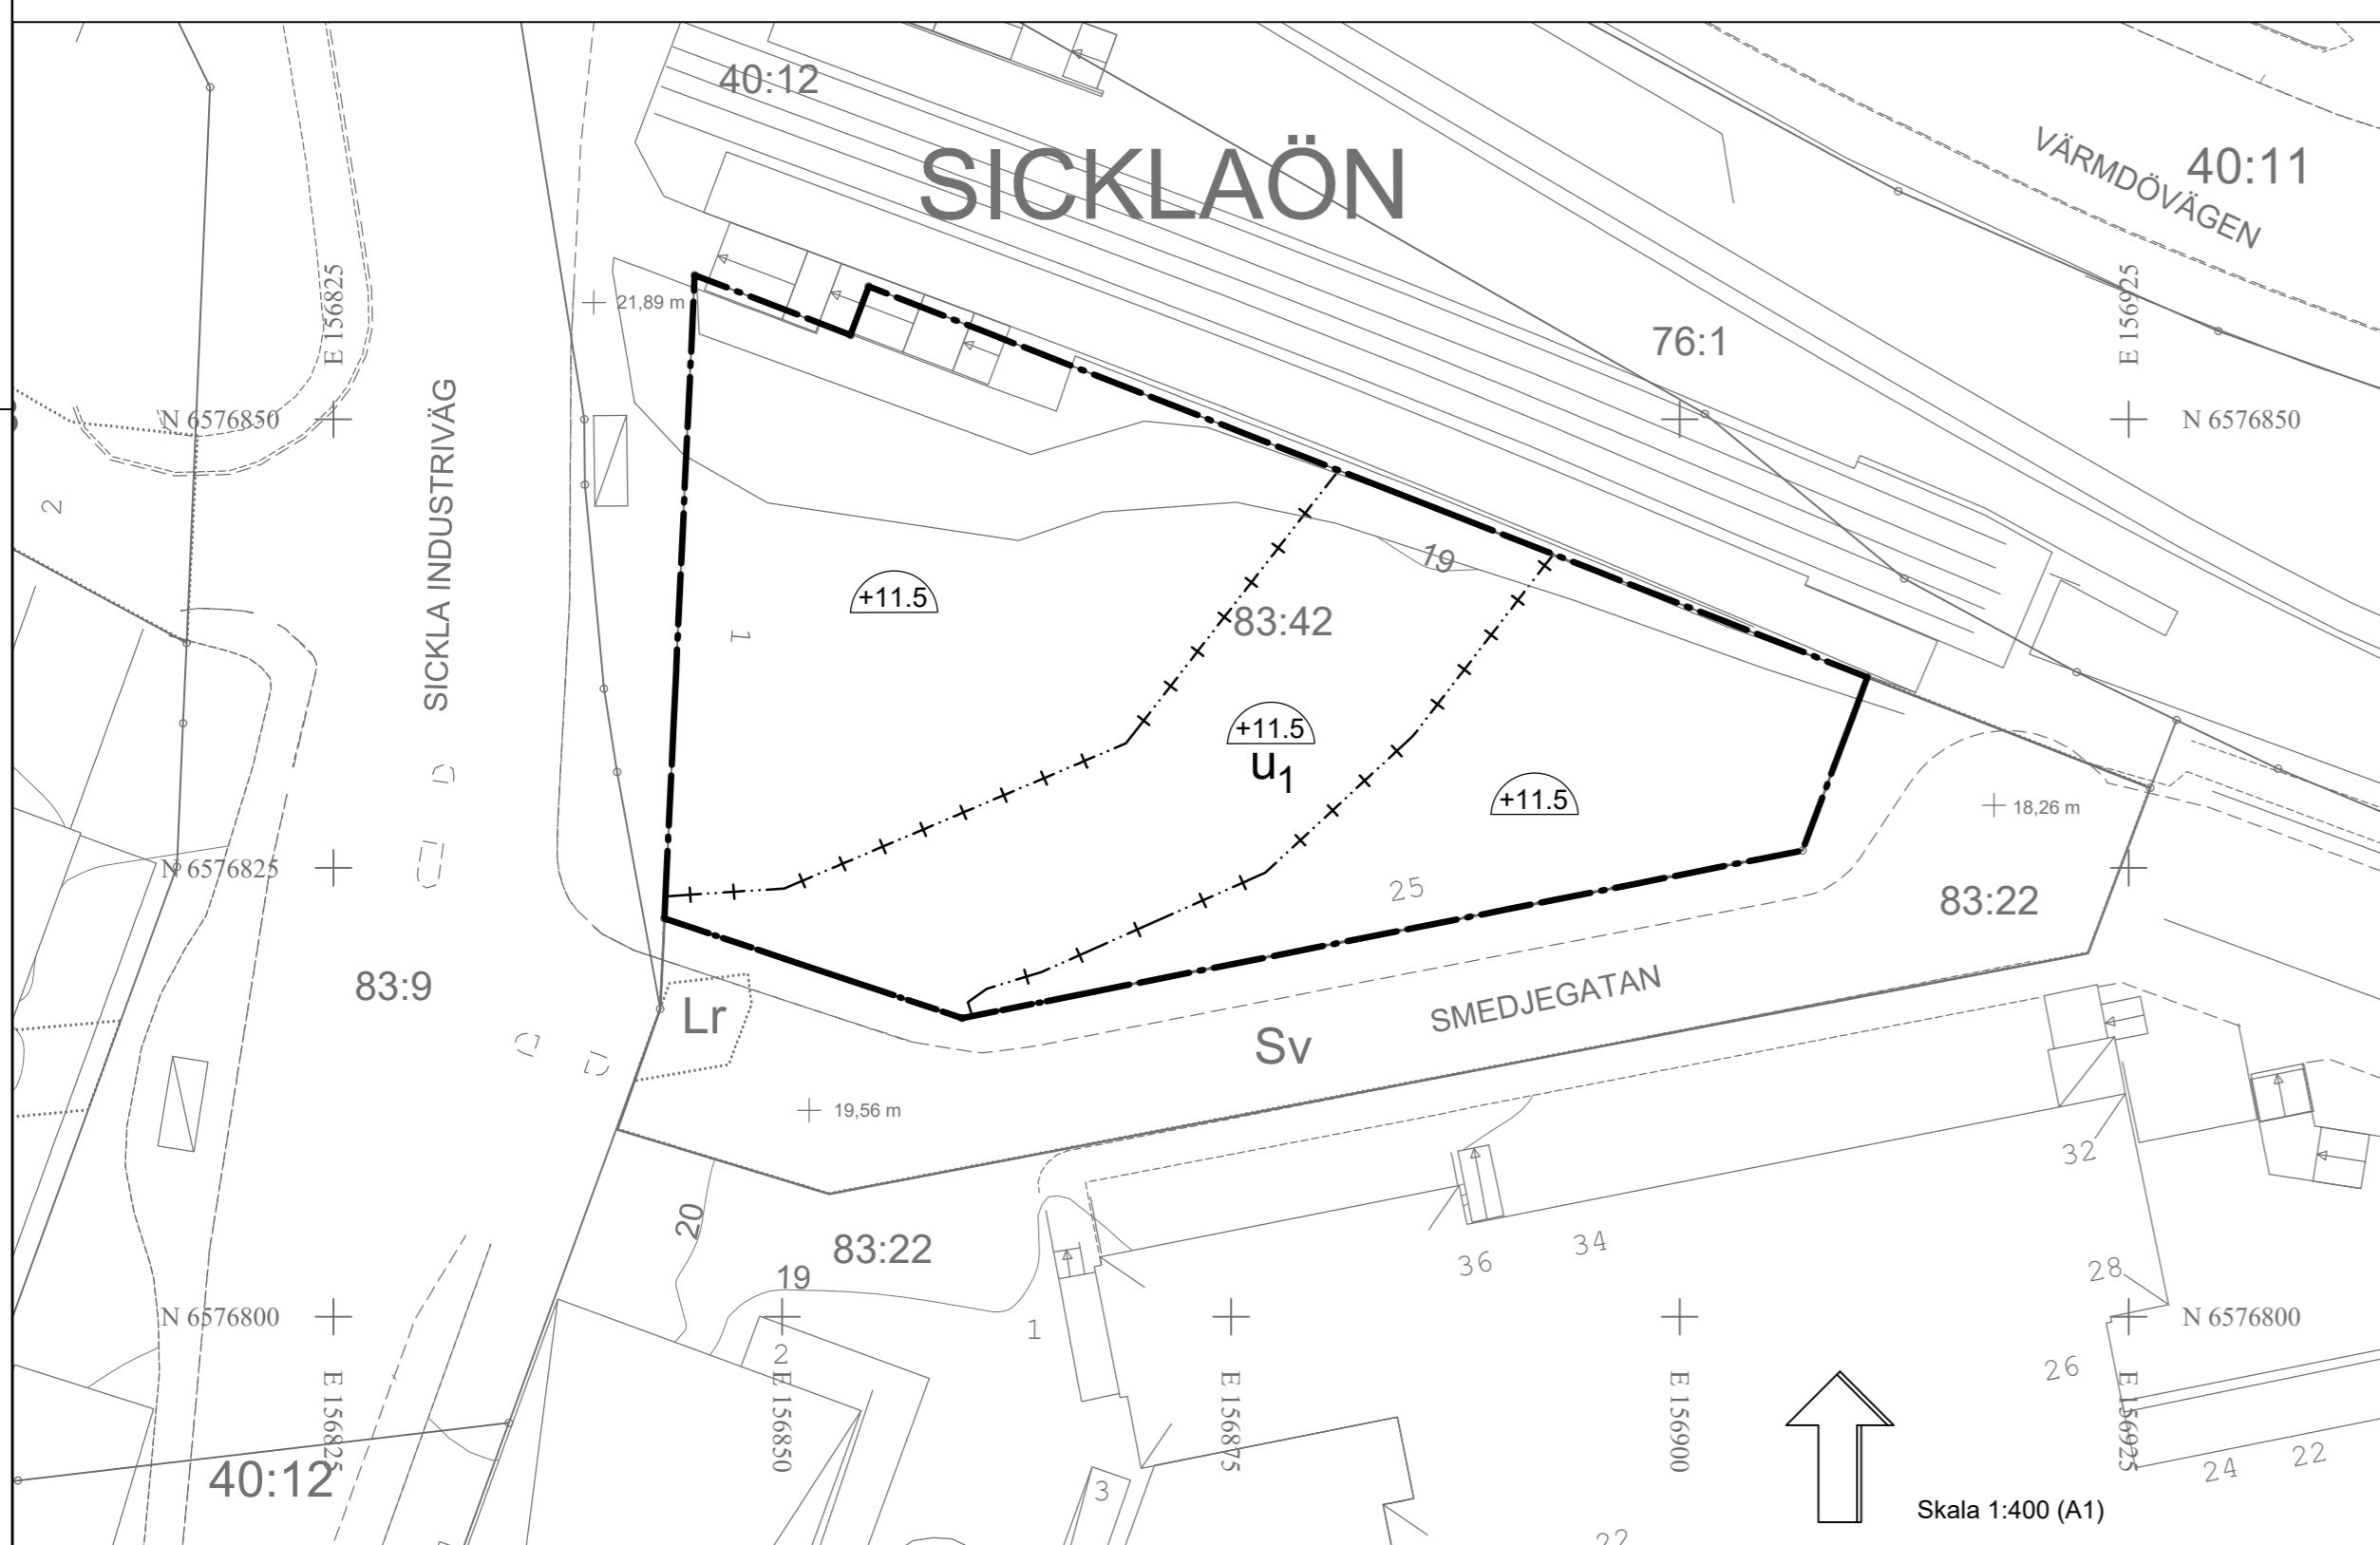 40:12
SICKLAÖN
VÄRMDÖVÄGEN
40:11
E 156825
21,89 m
76:1
E 156925
N 6576850
N 6576850
SICKLA INDUSTRIVÄG
2
19
+11.5
83:42
1
+11.5
u1
+11.5
18,26 m
N 6576825
25
83:22
83:9
Lr
Sv
SMEDJEGATAN
19,56 m
32
20
83:22
36
34
19
28
N 6576800
1
N 6576800
2
26
E 156825
E 156850
E 156875
E 156900
E 156925
40:12
3
24
22
Skala 1:400 (A1)
22